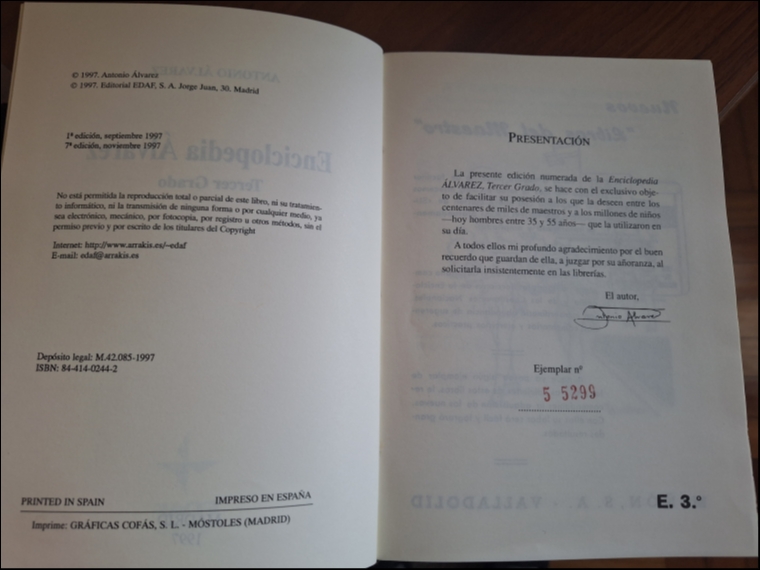 © 1997. Antonio Álvarez
© 1997. Editorial EDAF, S. A. Jorge Juan, 30. Madrid
1ª edición, septiembre 1997
7ª edición, noviembre 1997
No está permitida la reproducción total o parcial de este libro, ni su tratamien-
to informático, ni la transmisión de ninguna forma o por cualquier medio, ya
sea electrónico, mecánico, por fotocopia, por registro u otros métodos, sin el
permiso previo y por escrito de los titulares del Copyright
Internet: http://www.arrakis.es/~edaf
E-mail: edaf@arrakis.es
Depósito legal: M.42.085-1997
ISBN: 84-414-0244-2
PRINTED IN SPAIN IMPRESO EN ESPAÑA
Imprime: GRÁFICAS COFÁS, S. L. - MÓSTOLES (MADRID)
PRESENTACIÓN
La presente edición numerada de la Enciclopedia
ÁLVAREZ, Tercer Grado, se hace con el exclusivo obje-
to de facilitar su posesión a los que la deseen entre los
centenares de miles de maestros y a los millones de niños
—hoy hombres entre 35 y 55 años— que la utilizaron en
su día.
A todos ellos mi profundo agradecimiento por el buen
recuerdo que guardan de ella, a juzgar por su añoranza, al
solicitarla insistentemente en las librerías.
El autor,
Antonio Álvarez
Ejemplar nº
5 5299
E. 3.º